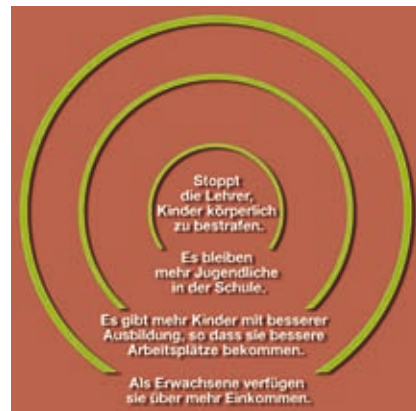 Stoppt
die Lehrer,
Kinder körperlich
zu bestrafen.
Es bleiben
mehr Jugendliche
in der Schule.
Es gibt mehr Kinder mit besserer
Ausbildung, so dass sie bessere
Arbeitsplätze bekommen.
Als Erwachsene verfügen
sie über mehr Einkommen.